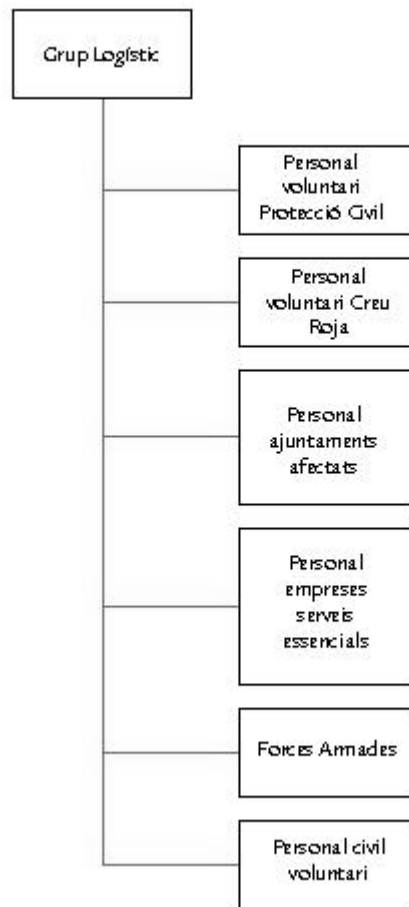 Grup Logístic
Personal
voluntari
Protecció Civil
Personal
voluntari Creu
Roja
Personal
ajuntaments
afectats
Personal
empreses
serveis
essencials
Forces Armades
Personal civil
voluntari